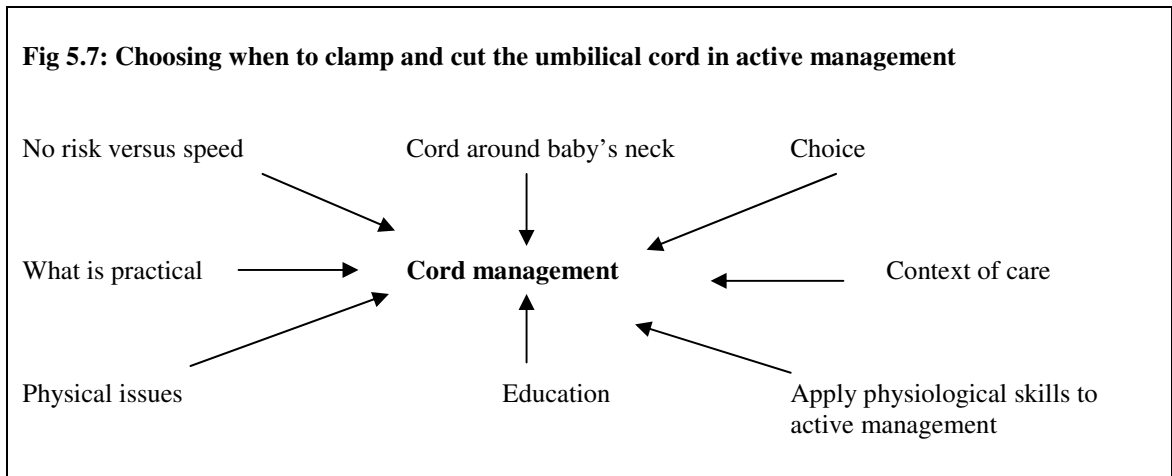 Fig 5.7: Choosing when to clamp and cut the umbilical cord in active management
No risk versus speed
Cord around baby’s neck
Choice
What is practical
Cord management
Context of care
Physical issues
Education
Apply physiological skills to
active management